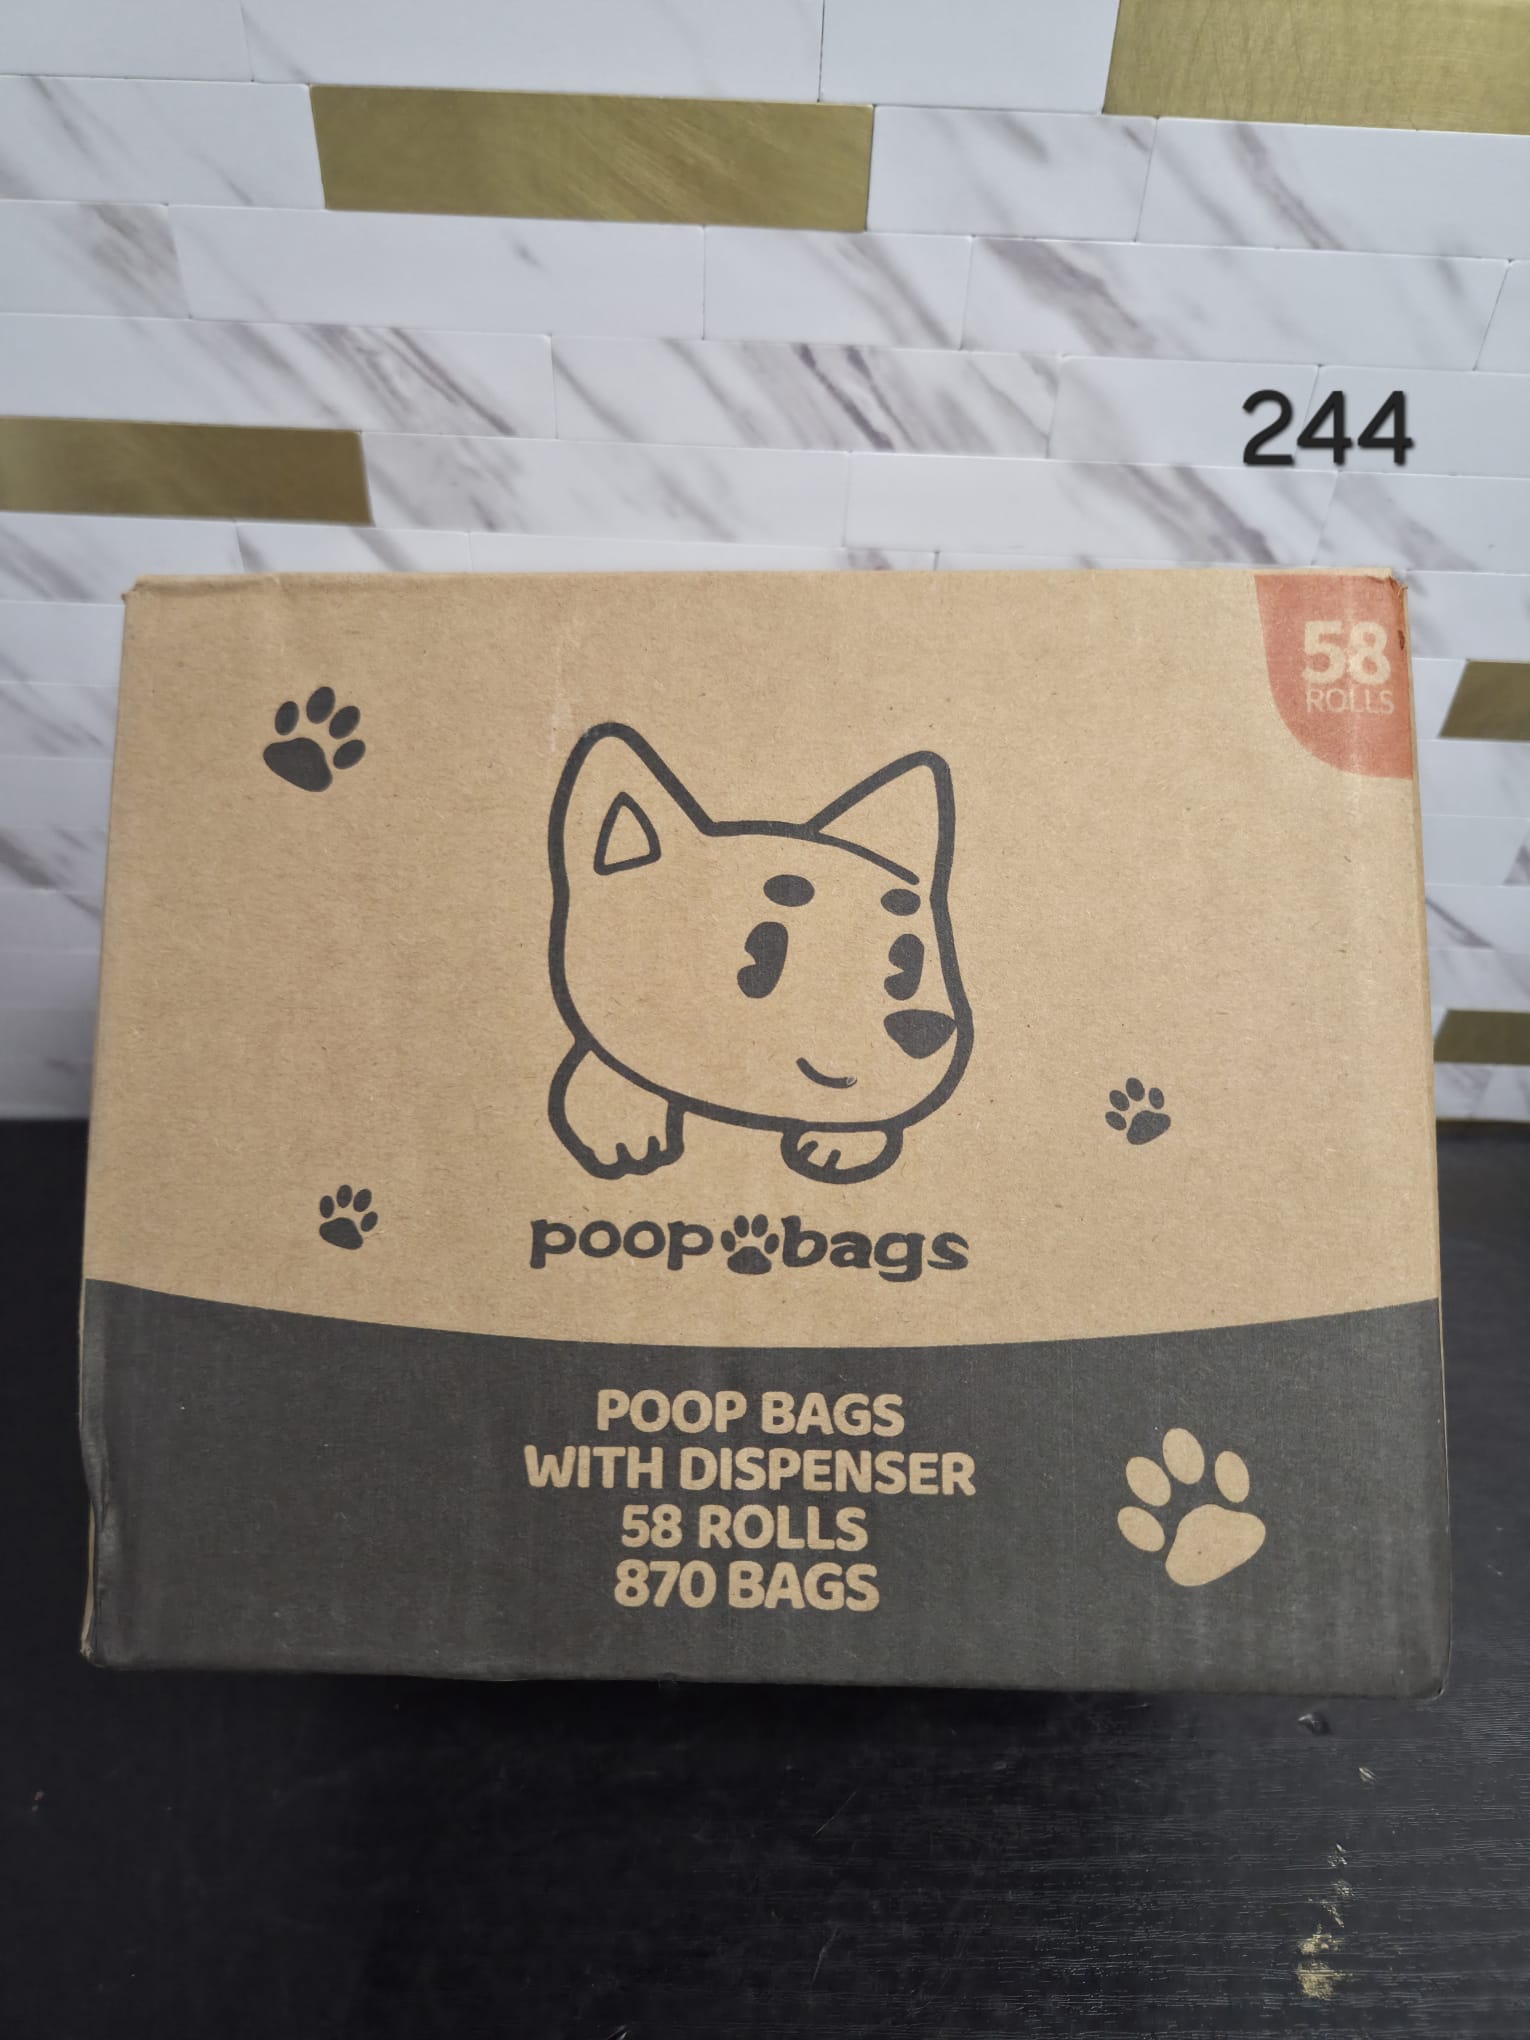 244
58
ROLLS
poop bags
POOP BAGS
WITH DISPENSER
58 ROLLS
870 BAGS